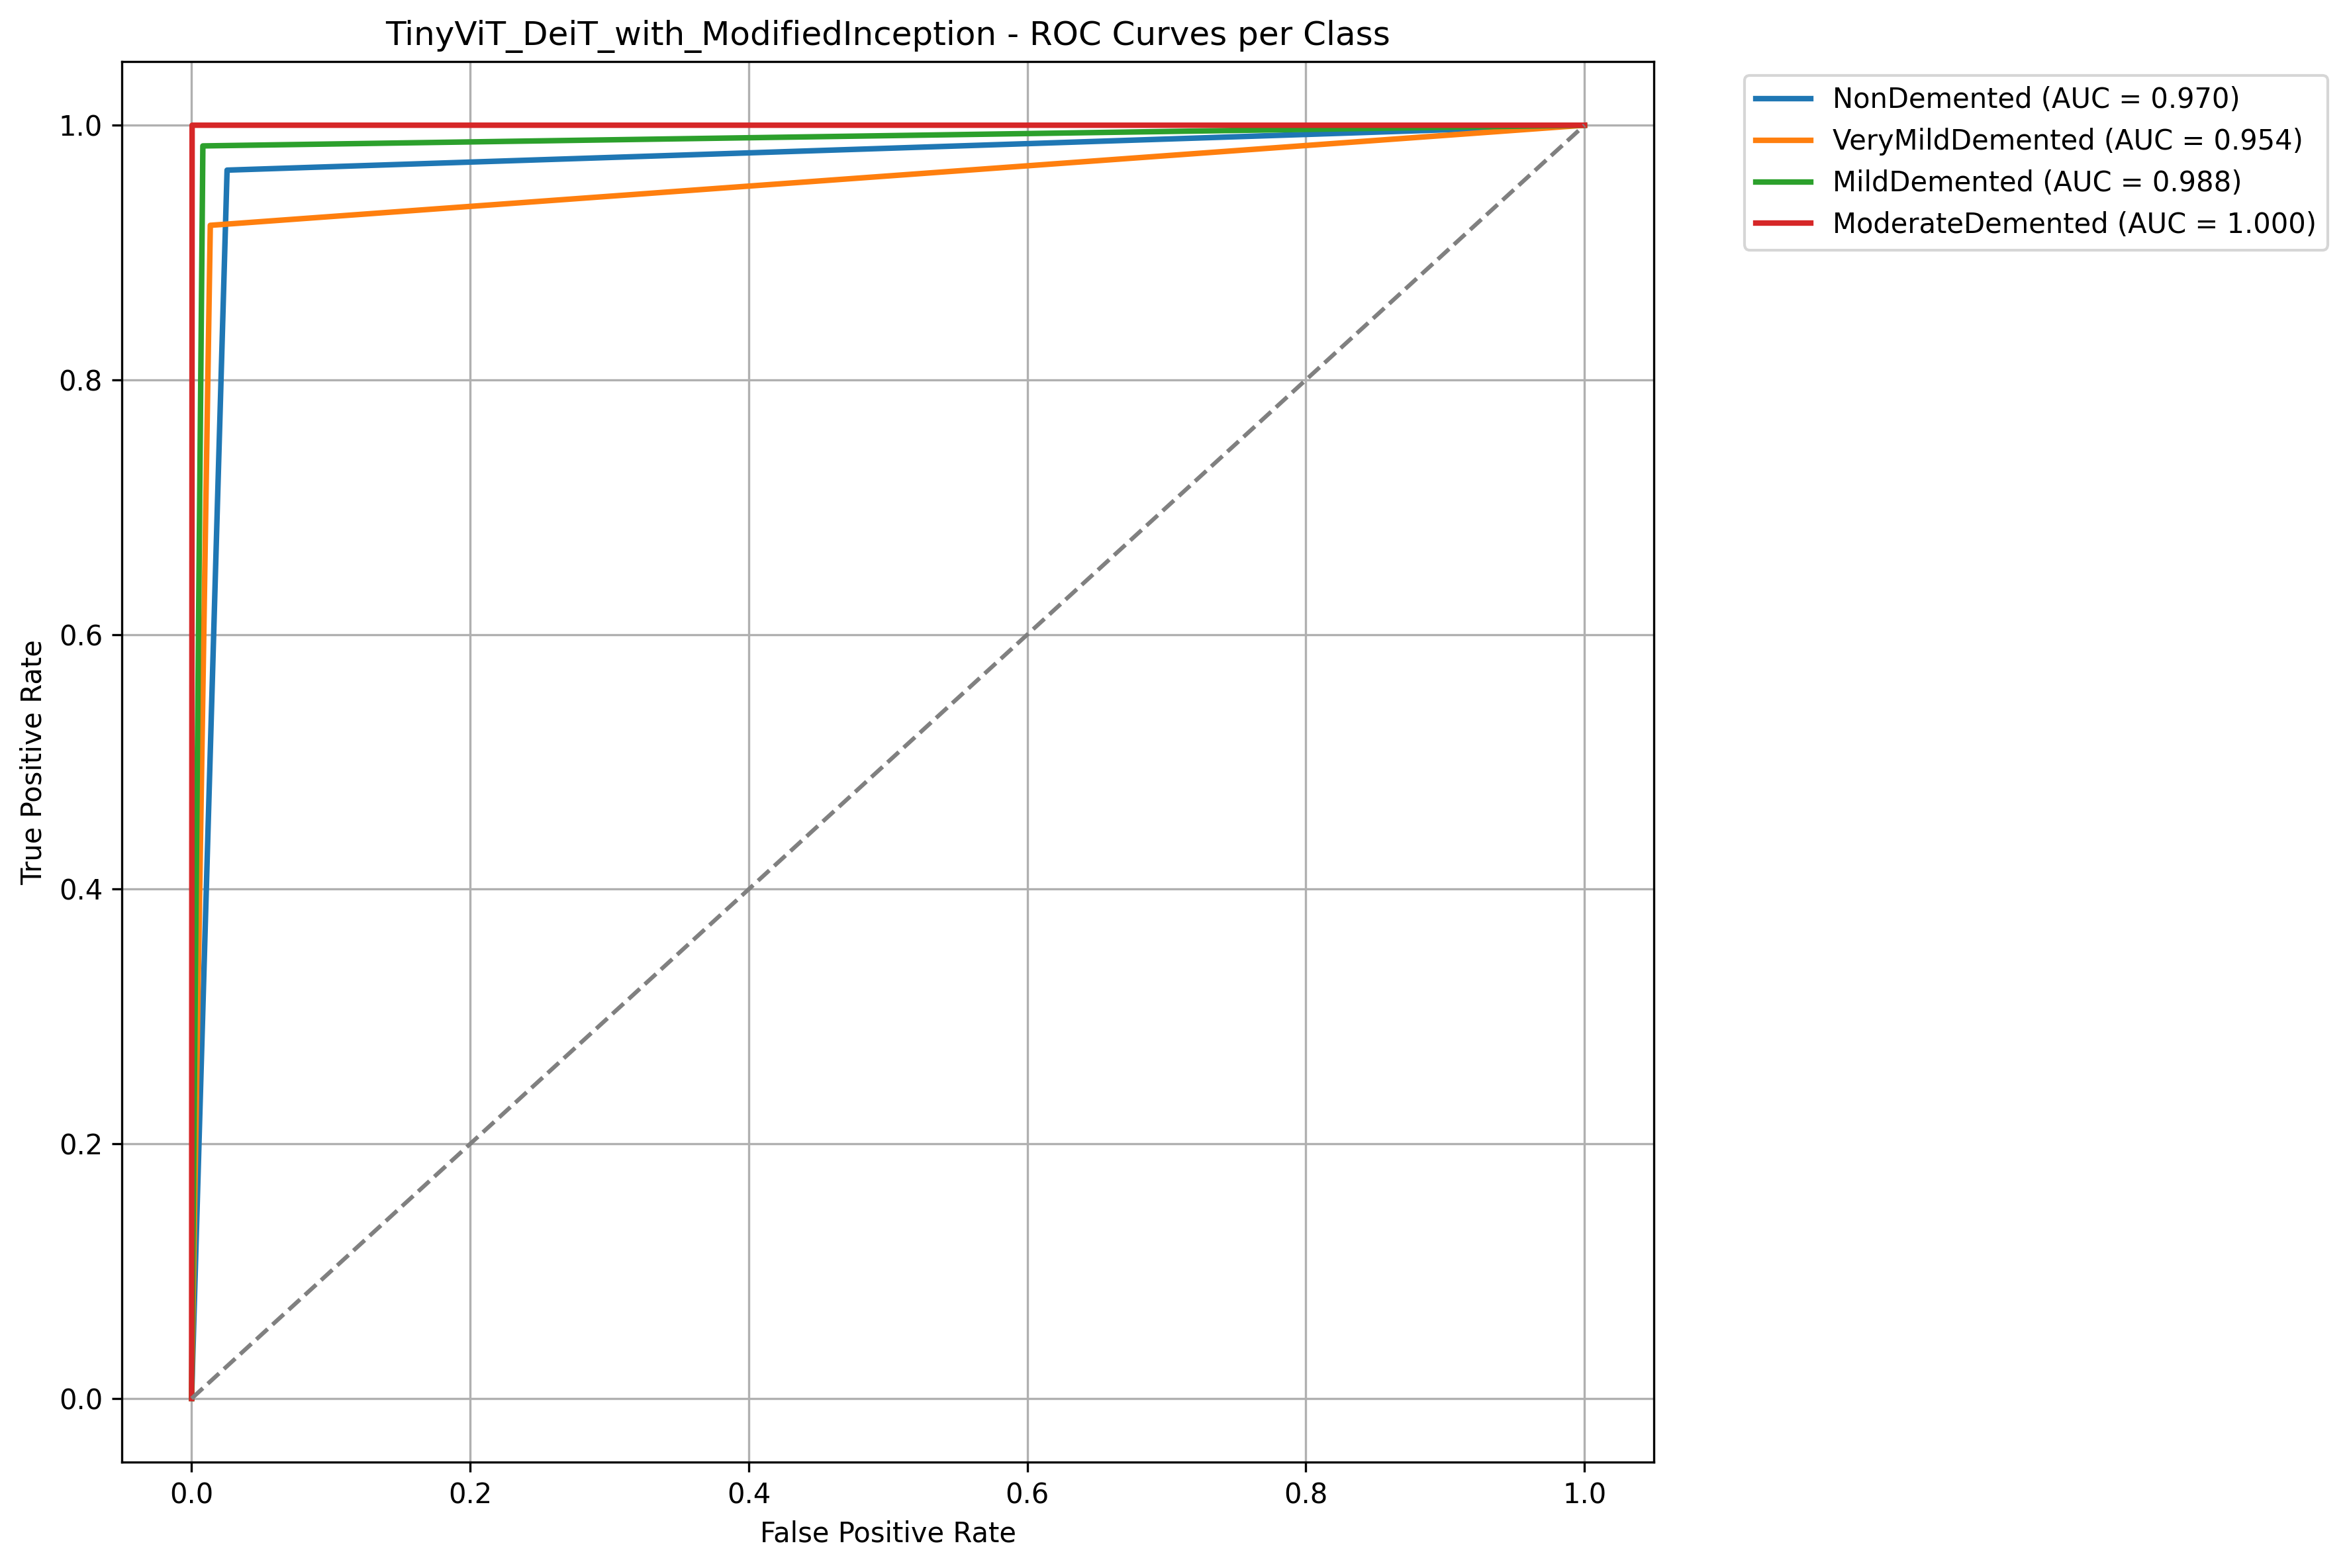 TinyViT_DeiT_with_ModifiedInception - ROC Curves per Class
NonDemented (AUC = 0.970)
VeryMildDemented (AUC = 0.954)
MildDemented (AUC = 0.988)
ModerateDemented (AUC = 1.000)
True Positive Rate
1.0
0.8
0.6
0.4
0.2
0.0
0.0 0.2 0.4 0.6 0.8 1.0
False Positive Rate